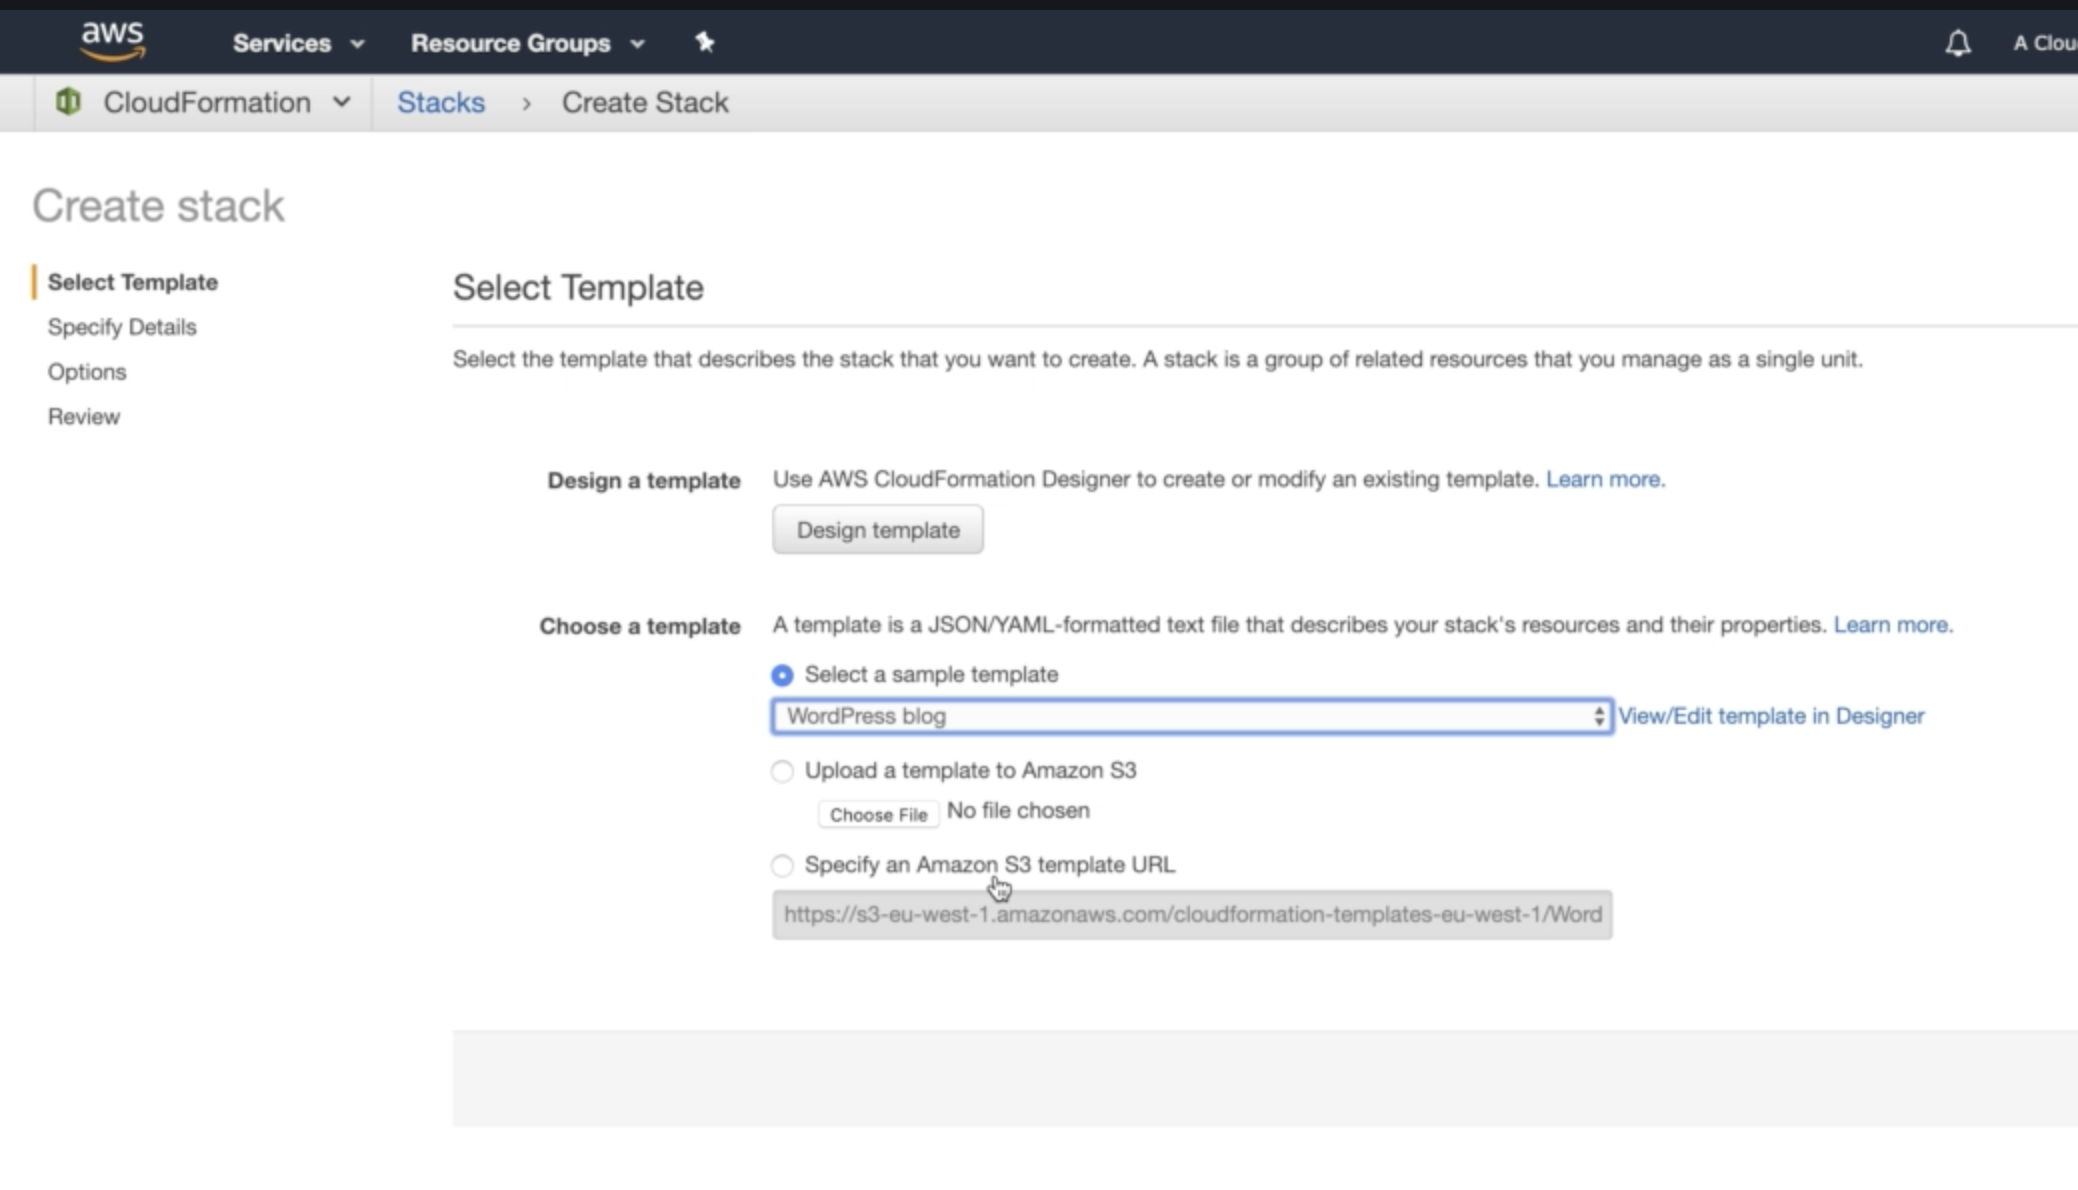 aws Services Resource Groups A Clou
CloudFormation Stacks > Create Stack
Create stack
Select Template
Specify Details
Options
Review
Select Template
Select the template that describes the stack that you want to create. A stack is a group of related resources that you manage as a single unit.
Design a template Use AWS CloudFormation Designer to create or modify an existing template. Learn more.
Design template
Choose a template A template is a JSON/YAML-formatted text file that describes your stack's resources and their properties. Learn more.
Select a sample template
WordPress blog View/Edit template in Designer
Upload a template to Amazon S3
Choose File No file chosen
Specify an Amazon S3 template URL
https://s3-eu-west-1.amazonaws.com/cloudformation-templates-eu-west-1/Word